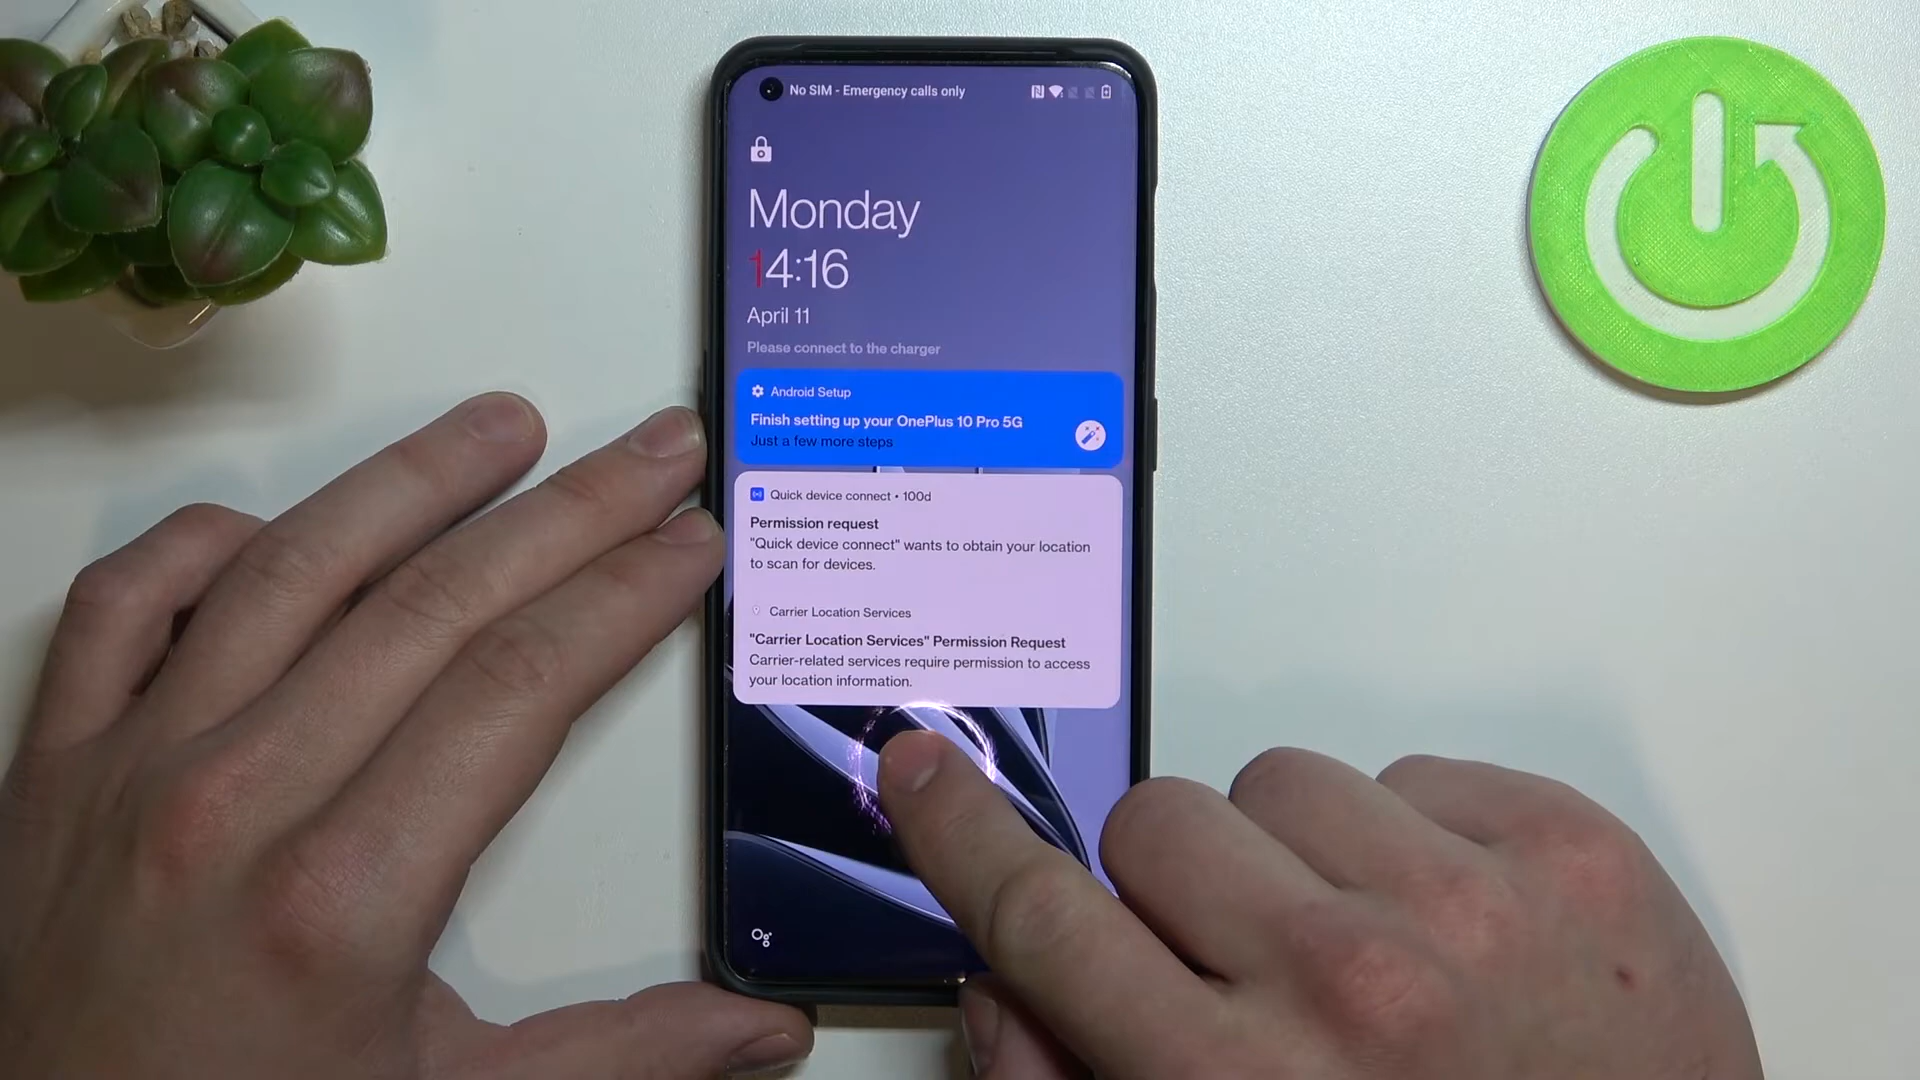 No SIM - Emergency calls only
Monday
14:16
April 11
Please connect to the charger
Android Setup
Finish setting up your OnePlus 10 Pro 5G
Just a few more steps
Quick device connect • 100d
Permission request
"Quick device connect" wants to obtain your location
to scan for devices.
Carrier Location Services
"Carrier Location Services" Permission Request
Carrier-related services require permission to access
your location information.